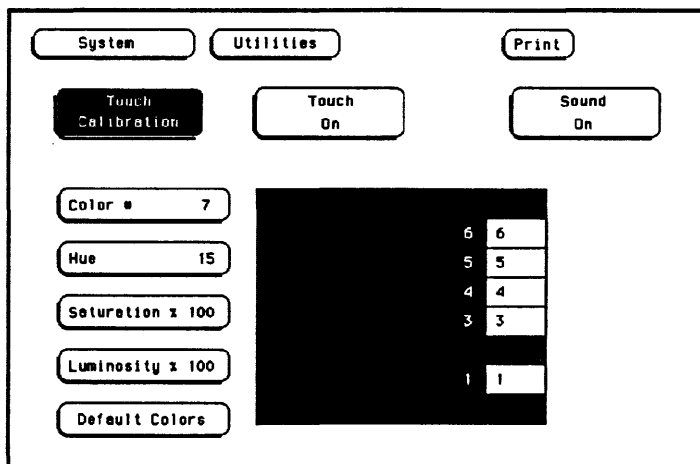 System Utilities Print
Touch Calibration
Touch On
Sound On
Color # 7
Hue 15
Saturation % 100
Luminosity % 100
Default Colors
6 6
5 5
4 4
3 3
1 1